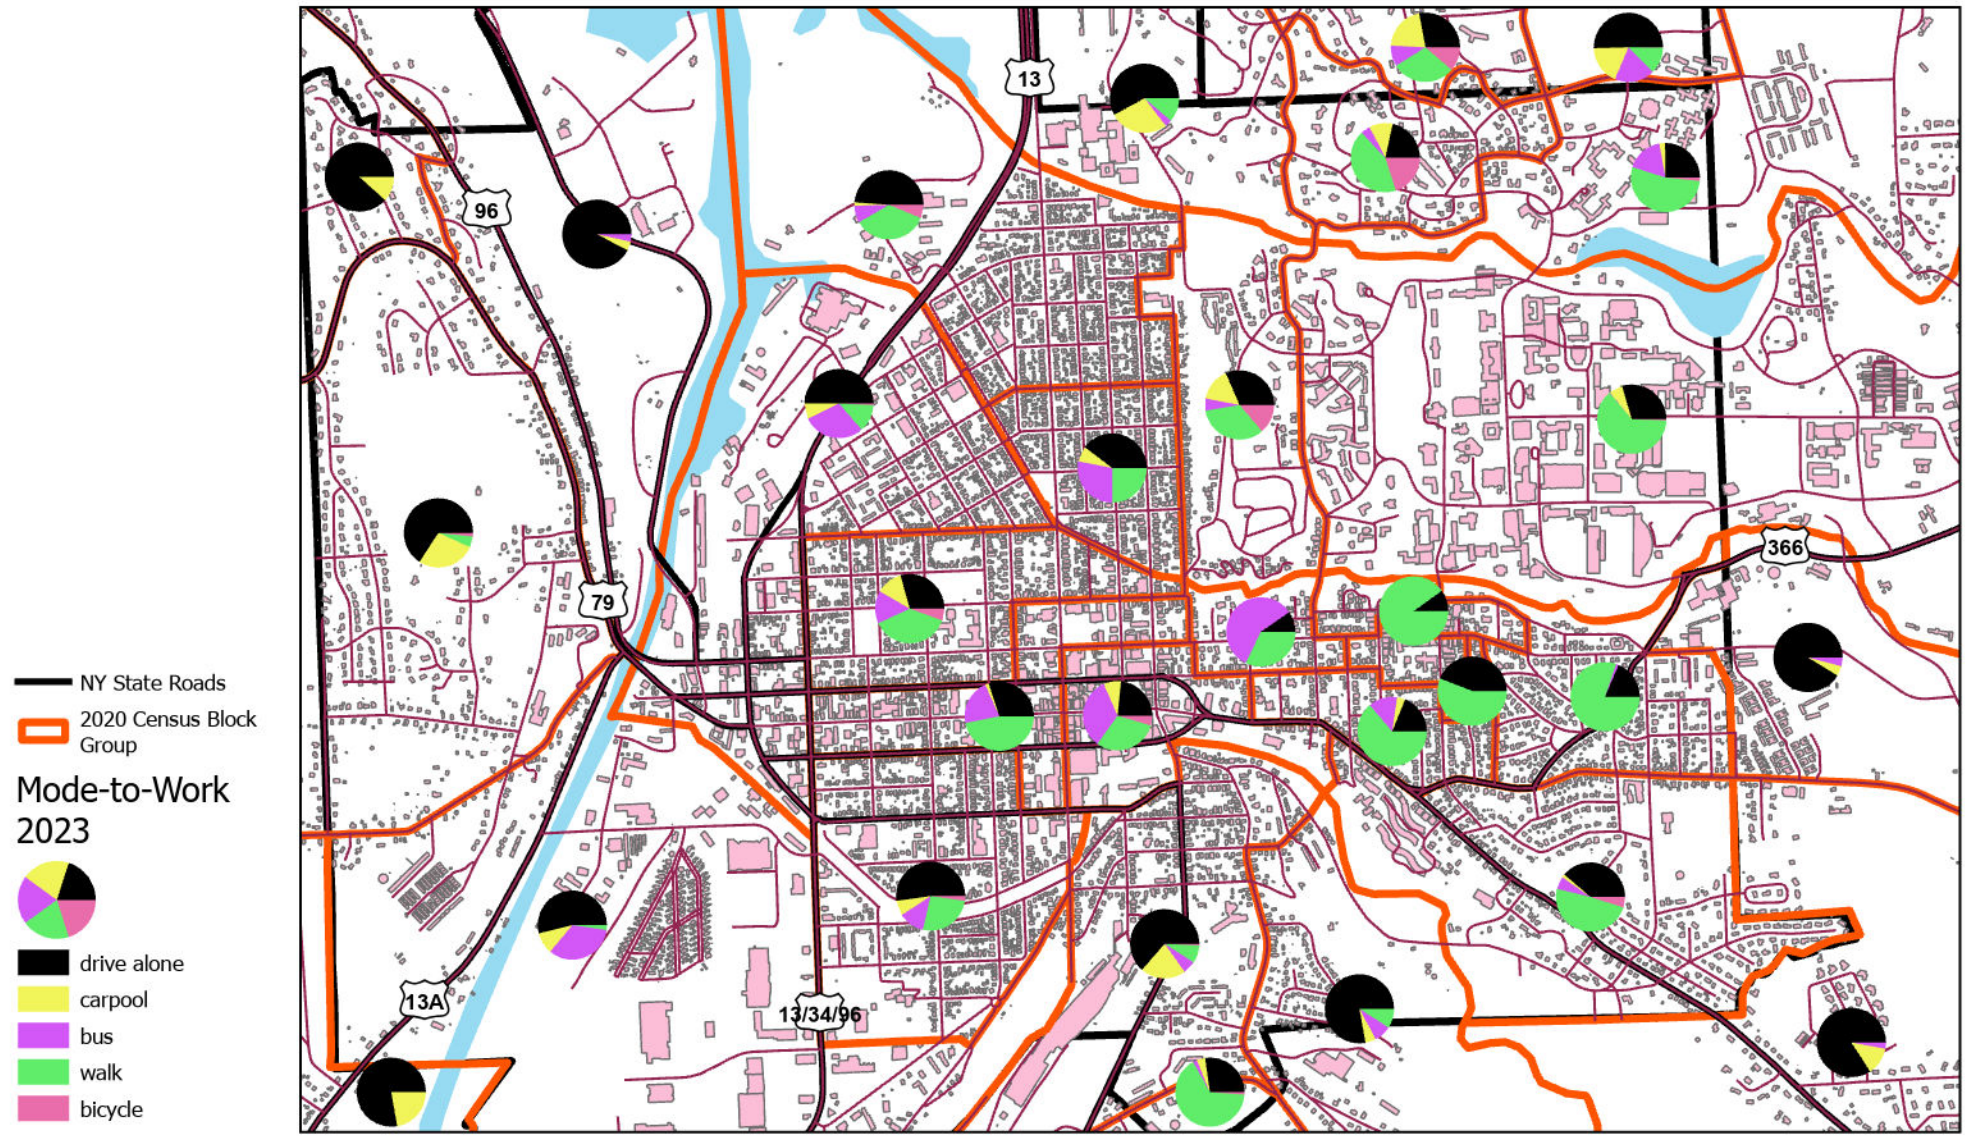 13
96
79
366
13A
13/34/96
NY State Roads
2020 Census Block
Group
Mode-to-Work
2023
drive alone
carpool
bus
walk
bicycle